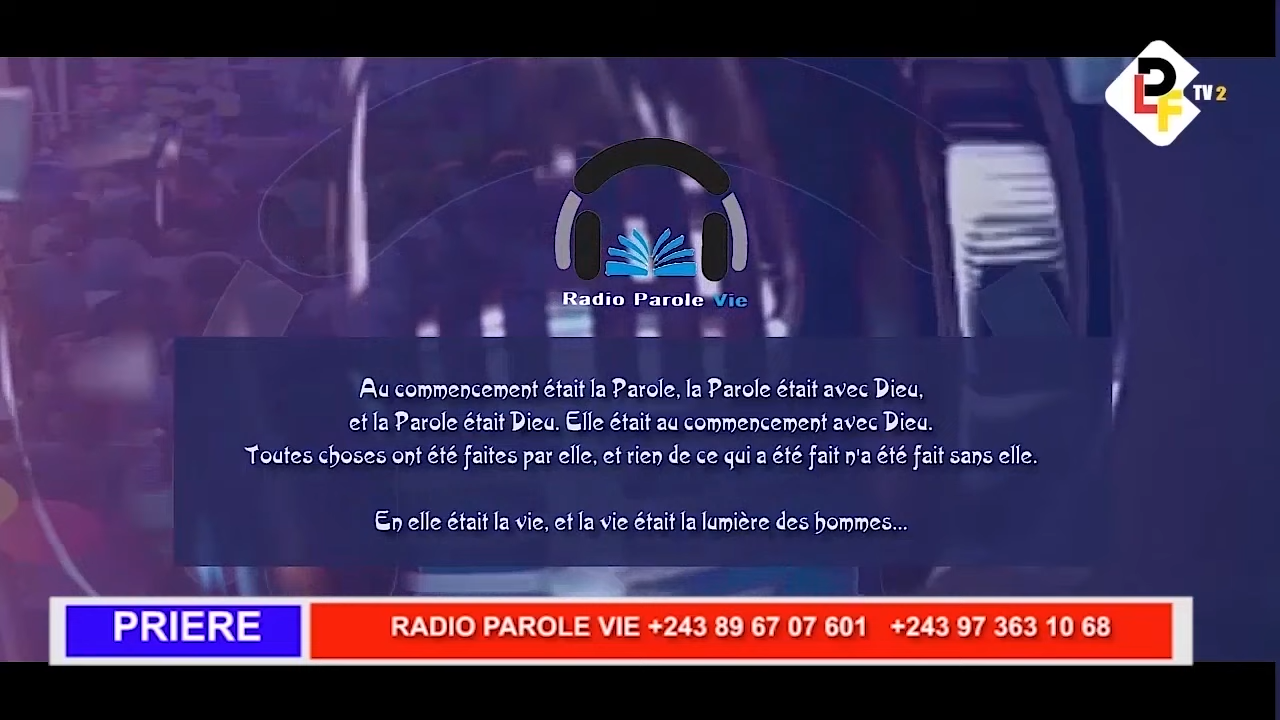 LDF TV 2
Radio Parole Vie
Au commencement était la Parole, la Parole était avec Dieu,
et la Parole était Dieu. Elle était au commencement avec Dieu.
Toutes choses ont été faites par elle, et rien de ce qui a été fait n'a été fait sans elle.
En elle était la vie, et la vie était la lumière des hommes...
PRIERE
RADIO PAROLE VIE +243 89 67 07 601 +243 97 363 10 68